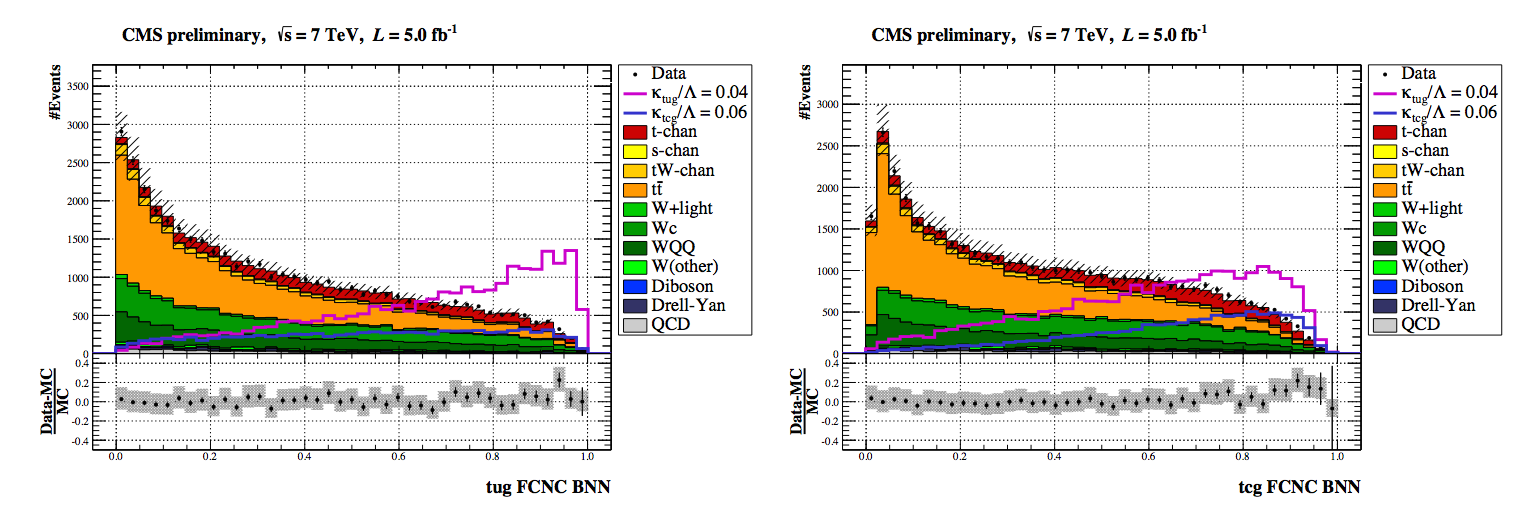 CMS preliminary, √s = 7 TeV, L = 5.0 fb-1
#Events
3500
3000
2500
2000
1500
1000
500
0
Data
κtug/Λ = 0.04
κtcg/Λ = 0.06
t-chan
s-chan
tW-chan
tt̄
W+light
Wc
WQQ
W(other)
Diboson
Drell-Yan
QCD
Data-MC
MC
0.4
0.2
0.0
-0.2
-0.4
0.0 0.2 0.4 0.6 0.8 1.0
tug FCNC BNN
CMS preliminary, √s = 7 TeV, L = 5.0 fb-1
#Events
3000
2500
2000
1500
1000
500
0
Data
κtug/Λ = 0.04
κtcg/Λ = 0.06
t-chan
s-chan
tW-chan
tt̄
W+light
Wc
WQQ
W(other)
Diboson
Drell-Yan
QCD
Data-MC
MC
0.4
0.2
0.0
-0.2
-0.4
0.0 0.2 0.4 0.6 0.8 1.0
tcg FCNC BNN